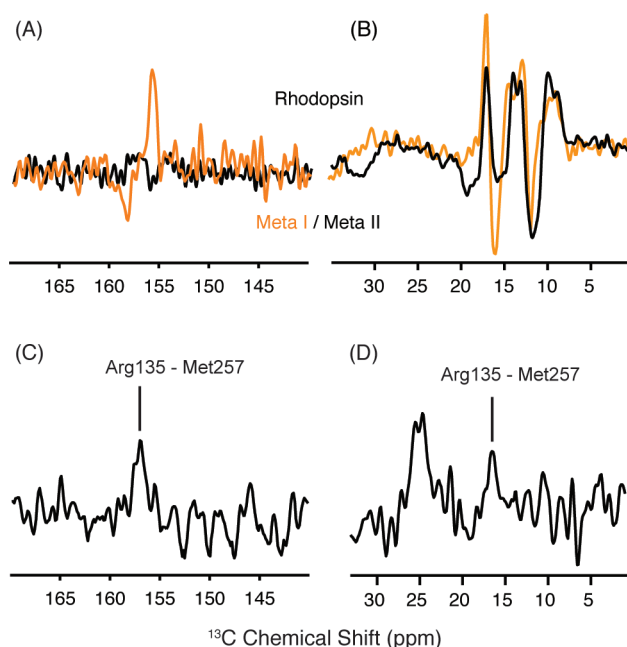 (A) (B)
Rhodopsin
Meta I / Meta II
165 160 155 150 145 30 25 20 15 10 5
(C) (D)
Arg135 - Met257 Arg135 - Met257
165 160 155 150 145 30 25 20 15 10 5
¹³C Chemical Shift (ppm)